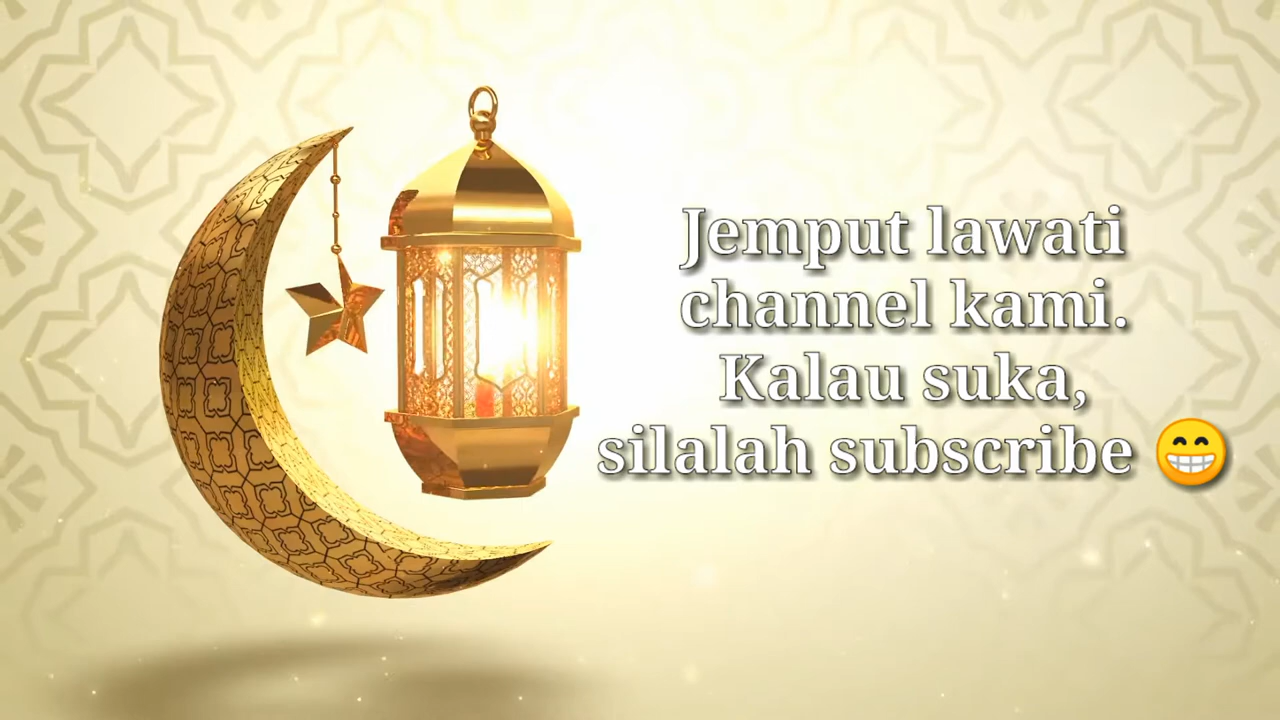 Jemput lawati
channel kami.
Kalau suka,
silalah subscribe 😁